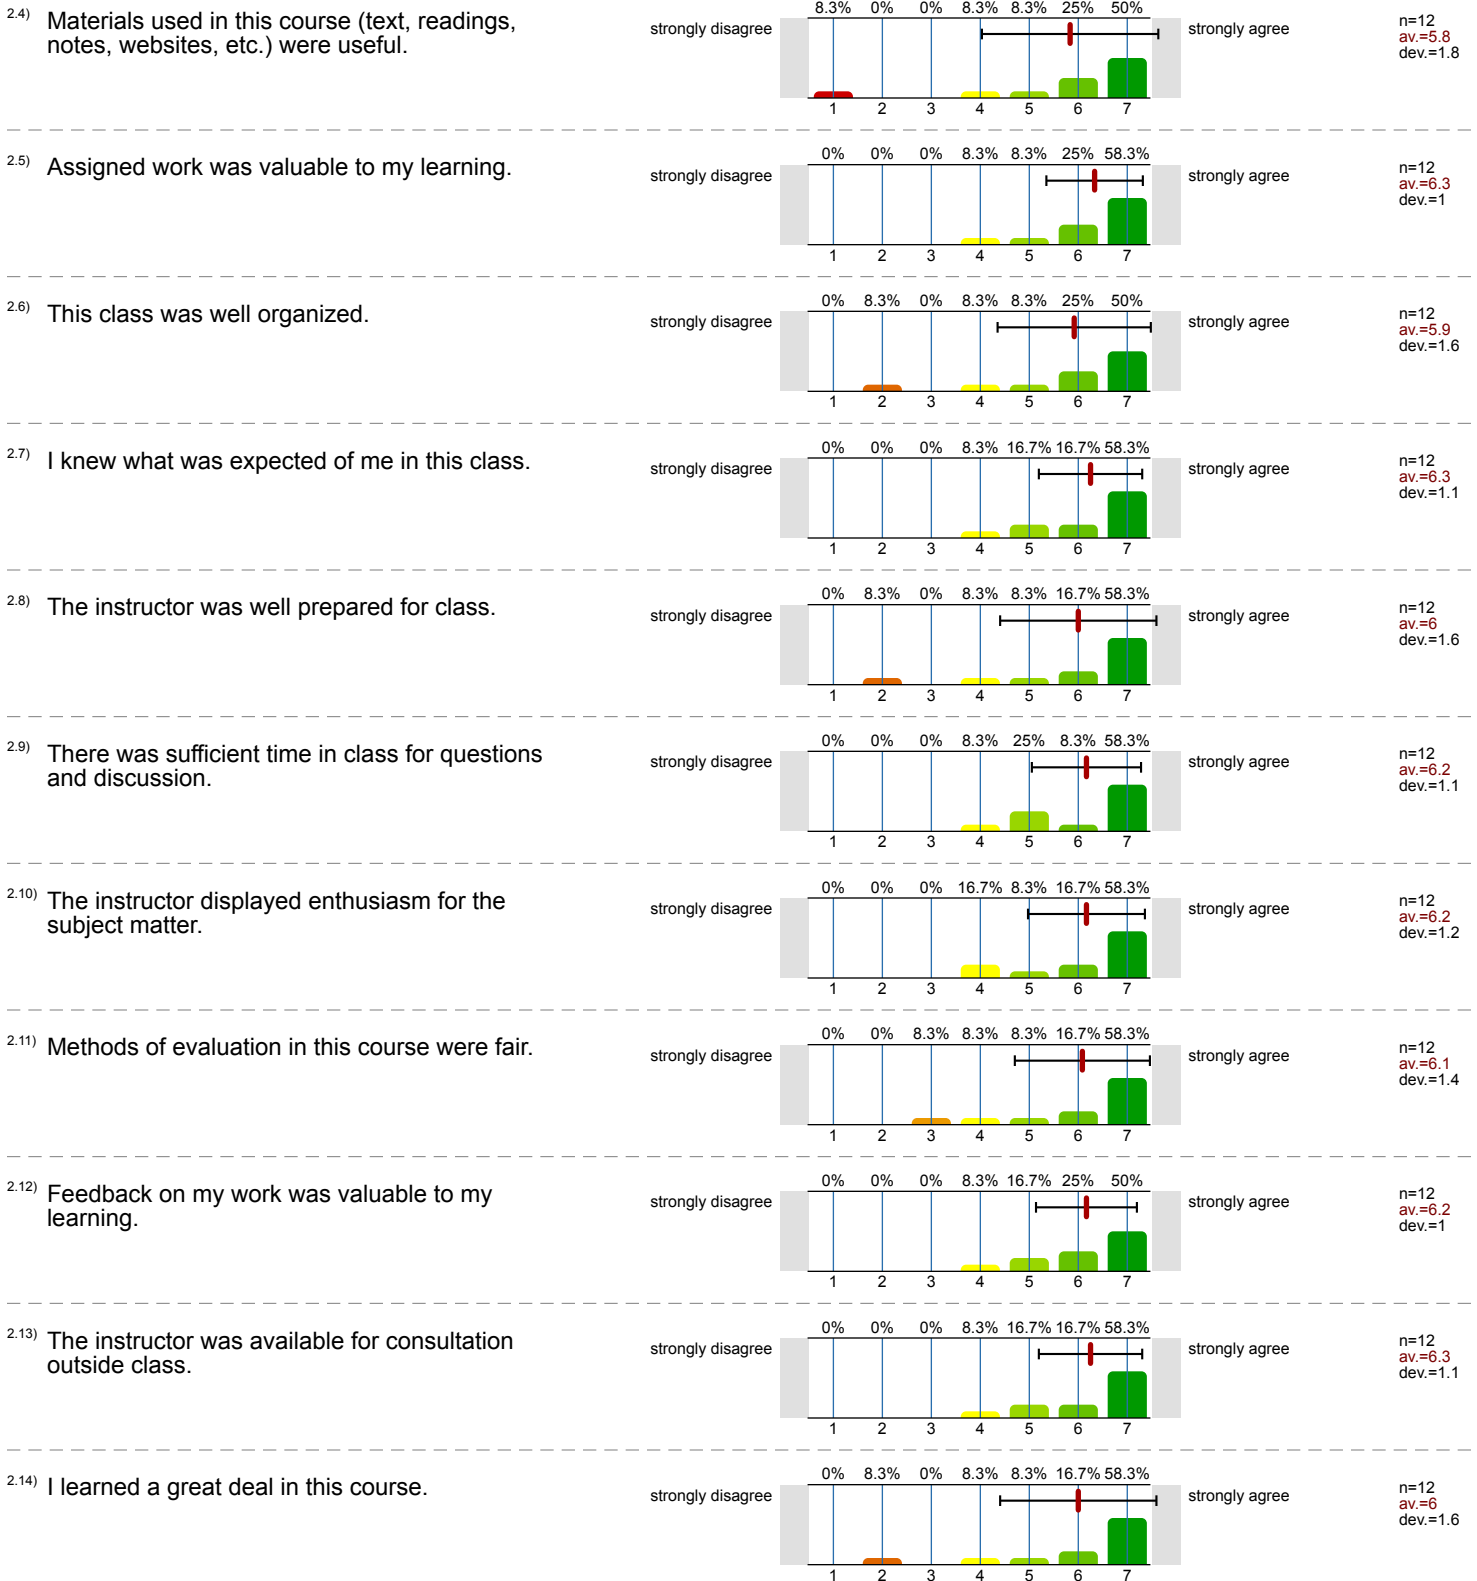 2.4) Materials used in this course (text, readings, notes, websites, etc.) were useful.
8.3% 0% 0% 8.3% 8.3% 25% 50%
strongly disagree
strongly agree
n=12
av.=5.8
dev.=1.8
1 2 3 4 5 6 7
2.5) Assigned work was valuable to my learning.
0% 0% 0% 8.3% 8.3% 25% 58.3%
strongly disagree
strongly agree
n=12
av.=6.3
dev.=1
1 2 3 4 5 6 7
2.6) This class was well organized.
0% 8.3% 0% 8.3% 8.3% 25% 50%
strongly disagree
strongly agree
n=12
av.=5.9
dev.=1.6
1 2 3 4 5 6 7
2.7) I knew what was expected of me in this class.
0% 0% 0% 8.3% 16.7% 16.7% 58.3%
strongly disagree
strongly agree
n=12
av.=6.3
dev.=1.1
1 2 3 4 5 6 7
2.8) The instructor was well prepared for class.
0% 8.3% 0% 8.3% 8.3% 16.7% 58.3%
strongly disagree
strongly agree
n=12
av.=6
dev.=1.6
1 2 3 4 5 6 7
2.9) There was sufficient time in class for questions and discussion.
0% 0% 0% 8.3% 25% 8.3% 58.3%
strongly disagree
strongly agree
n=12
av.=6.2
dev.=1.1
1 2 3 4 5 6 7
2.10) The instructor displayed enthusiasm for the subject matter.
0% 0% 0% 16.7% 8.3% 16.7% 58.3%
strongly disagree
strongly agree
n=12
av.=6.2
dev.=1.2
1 2 3 4 5 6 7
2.11) Methods of evaluation in this course were fair.
0% 0% 8.3% 8.3% 8.3% 16.7% 58.3%
strongly disagree
strongly agree
n=12
av.=6.1
dev.=1.4
1 2 3 4 5 6 7
2.12) Feedback on my work was valuable to my learning.
0% 0% 0% 8.3% 16.7% 25% 50%
strongly disagree
strongly agree
n=12
av.=6.2
dev.=1
1 2 3 4 5 6 7
2.13) The instructor was available for consultation outside class.
0% 0% 0% 8.3% 16.7% 16.7% 58.3%
strongly disagree
strongly agree
n=12
av.=6.3
dev.=1.1
1 2 3 4 5 6 7
2.14) I learned a great deal in this course.
0% 8.3% 0% 8.3% 8.3% 16.7% 58.3%
strongly disagree
strongly agree
n=12
av.=6
dev.=1.6
1 2 3 4 5 6 7